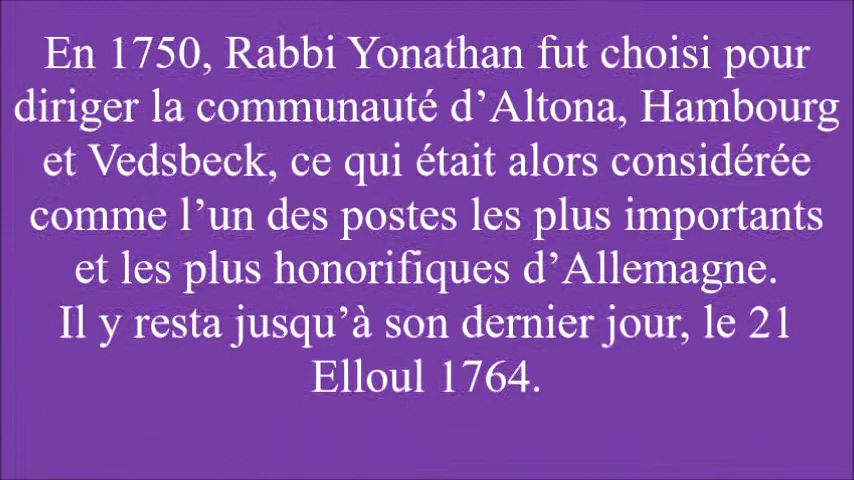 En 1750, Rabbi Yonathan fut choisi pour
diriger la communauté d’Altona, Hambourg
et Vedsbeck, ce qui était alors considérée
comme l’un des postes les plus importants
et les plus honorifiques d’Allemagne.
Il y resta jusqu’à son dernier jour, le 21
Elloul 1764.